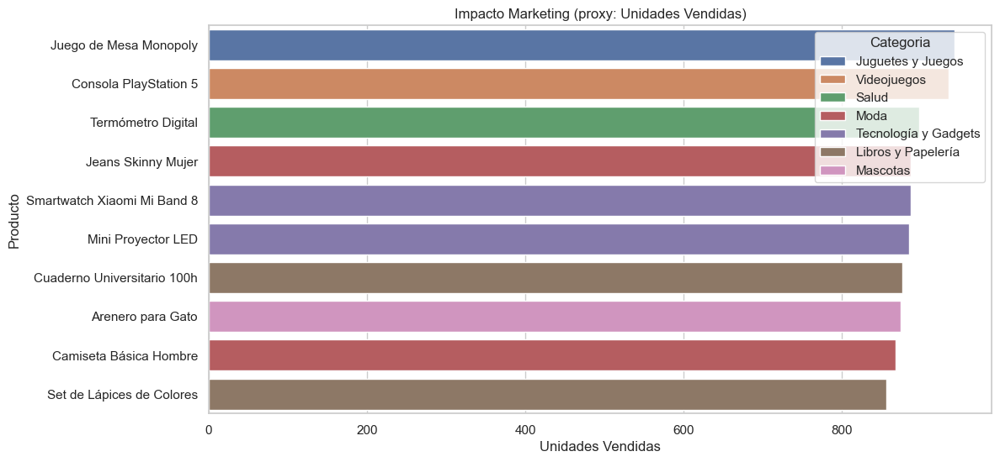 Impacto Marketing (proxy: Unidades Vendidas)
Producto
Juego de Mesa Monopoly
Consola PlayStation 5
Termómetro Digital
Jeans Skinny Mujer
Smartwatch Xiaomi Mi Band 8
Mini Proyector LED
Cuaderno Universitario 100h
Arenero para Gato
Camiseta Básica Hombre
Set de Lápices de Colores
Categoria
Juguetes y Juegos
Videojuegos
Salud
Moda
Tecnología y Gadgets
Libros y Papelería
Mascotas
0 200 400 600 800
Unidades Vendidas